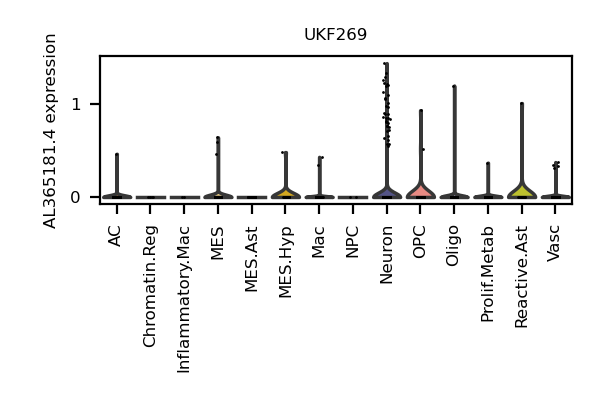 UKF269
AL365181.4 expression
1
0
AC
Chromatin.Reg
Inflammatory.Mac
MES
MES.Ast
MES.Hyp
Mac
NPC
Neuron
OPC
Oligo
Prolif.Metab
Reactive.Ast
Vasc